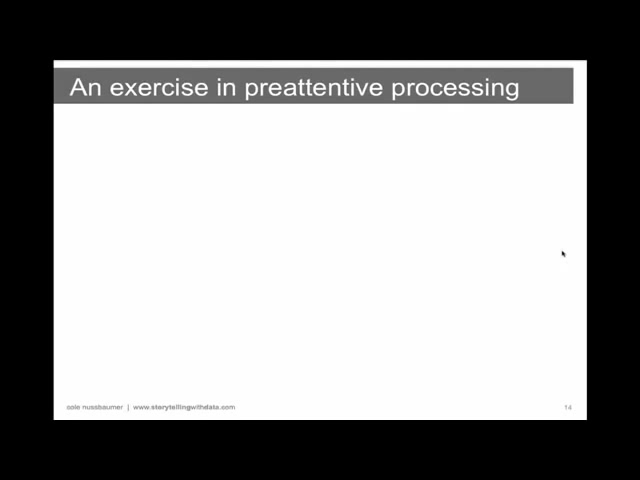 An exercise in preattentive processing
cole nussbaumer | www.storytellingwithdata.com
14